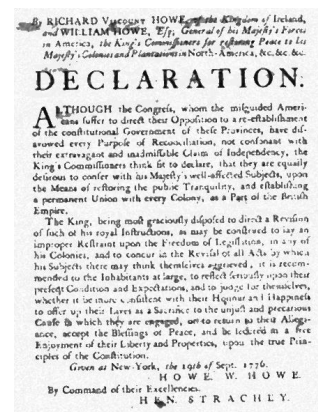 By RICHARD Viscount HOWE, of the Kingdom of Ireland,
and WILLIAM HOWE, Esq; General of his Majesty's Forces
in America, the King's Commissioners for restoring Peace to his
Majesty's Colonies and Plantations in North-America, &c. &c. &c.
DECLARATION.
ALTHOUGH the Congress, whom the misguided Ameri-
cans suffer to direct their Opposition to a re-establishment
of the constitutional Government of these Provinces, have dis-
avowed every Purpose of Reconciliation, not consonant with
their extravagant and inadmissable Claim of Independency, the
King's Commissioners think fit to declare, that they are equally
desirous to confer with his Majesty's well-affected Subjects, upon
the Means of restoring the public Tranquility, and establishing
a permanent Union with every Colony, as a Part of the British
Empire.
The King, being most graciously disposed to direct a Revision
of such of his royal Instructions, as may be construed to lay an
improper Restraint upon the Freedom of Legislation, in any of
his Colonies, and to concur in the Revisal of all Acts by which
his Subjects there may think themselves aggrieved, it is recom-
mended to the Inhabitants at large, to reflect seriously upon their
present Condition and Expectations, and to judge for themselves,
whether it be more consistent with their Honour and Happiness
to offer up their Lives as a Sacrifice to the unjust and precarious
Cause in which they are engaged, or to return to their Allegi-
ance, accept the Blessings of Peace, and be secured in a free
Enjoyment of their Liberty and Properties, upon the true Prin-
ciples of the Constitution.
Given at New-York, the 19th of Sept. 1776.
HOWE. W. HOWE.
By Command of their Excellencies.
HEN. STRACHEY.